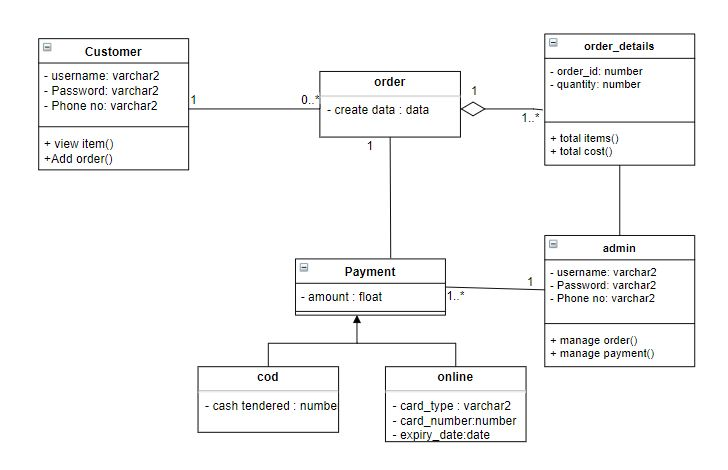 Customer
- username: varchar2
- Password: varchar2
- Phone no: varchar2
+ view item()
+Add order()
1
0..*
order
- create data : data
1
1
1..*
order_details
- order_id: number
- quantity: number
+ total items()
+ total cost()
Payment
- amount : float
1..*
1
admin
- username: varchar2
- Password: varchar2
- Phone no: varchar2
+ manage order()
+ manage payment()
cod
- cash tendered : numbe
online
- card_type : varchar2
- card_number:number
- expiry_date:date